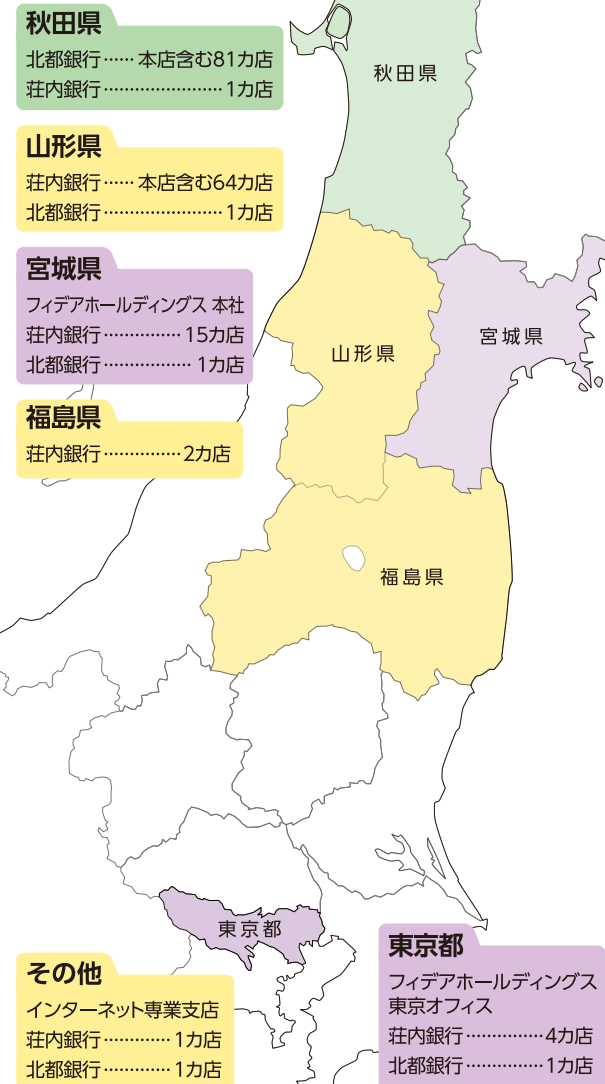 秋田県
北都銀行……本店含む81カ店
荘内銀行……………………1カ店
秋田県
山形県
荘内銀行……本店含む64カ店
北都銀行……………………1カ店
宮城県
フィデアホールディングス 本社
荘内銀行……………15カ店
北都銀行………………1カ店
宮城県
山形県
福島県
荘内銀行……………2カ店
福島県
東京都
その他
インターネット専業支店
荘内銀行…………1カ店
北都銀行…………1カ店
東京都
フィデアホールディングス
東京オフィス
荘内銀行……………4カ店
北都銀行……………1カ店